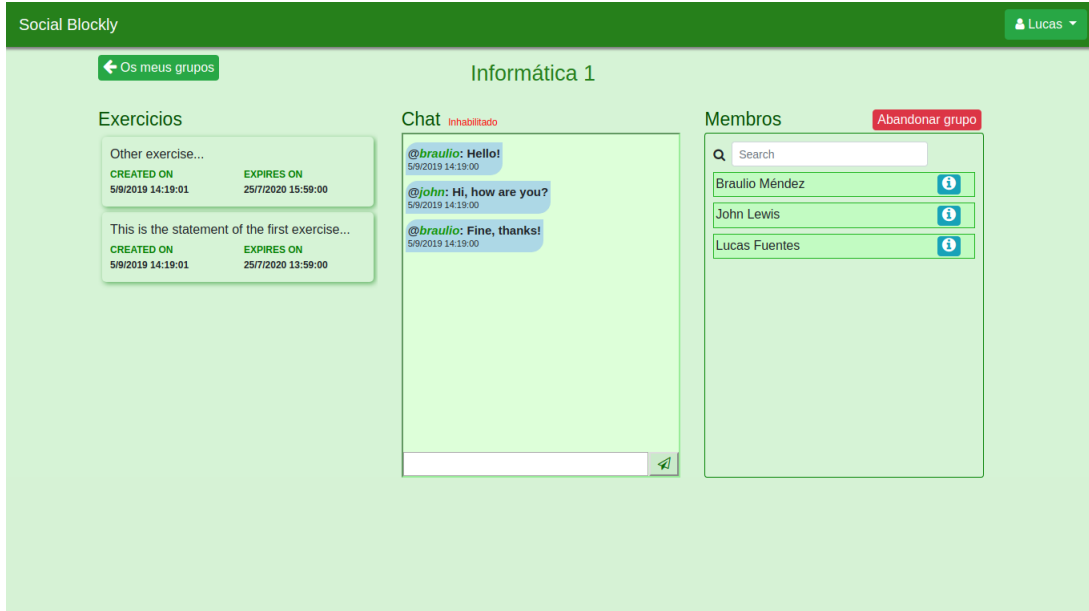 Social Blockly
Lucas
Os meus grupos
Informática 1
Exercicios
Other exercise...
CREATED ON EXPIRES ON
5/9/2019 14:19:01 25/7/2020 15:59:00
This is the statement of the first exercise...
CREATED ON EXPIRES ON
5/9/2019 14:19:01 25/7/2020 13:59:00
Chat Inhabilitado
@braulio: Hello!
5/9/2019 14:19:00
@john: Hi, how are you?
5/9/2019 14:19:00
@braulio: Fine, thanks!
5/9/2019 14:19:00
Membros Abandonar grupo
Search
Braulio Méndez
John Lewis
Lucas Fuentes